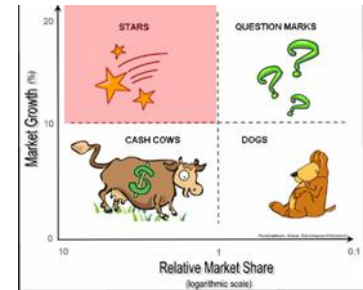 20
STARS
QUESTION MARKS
Market Growth (%)
10
CASH COWS
DOGS
$
0
10
1
0.1
Relative Market Share
(logarithmic scale)